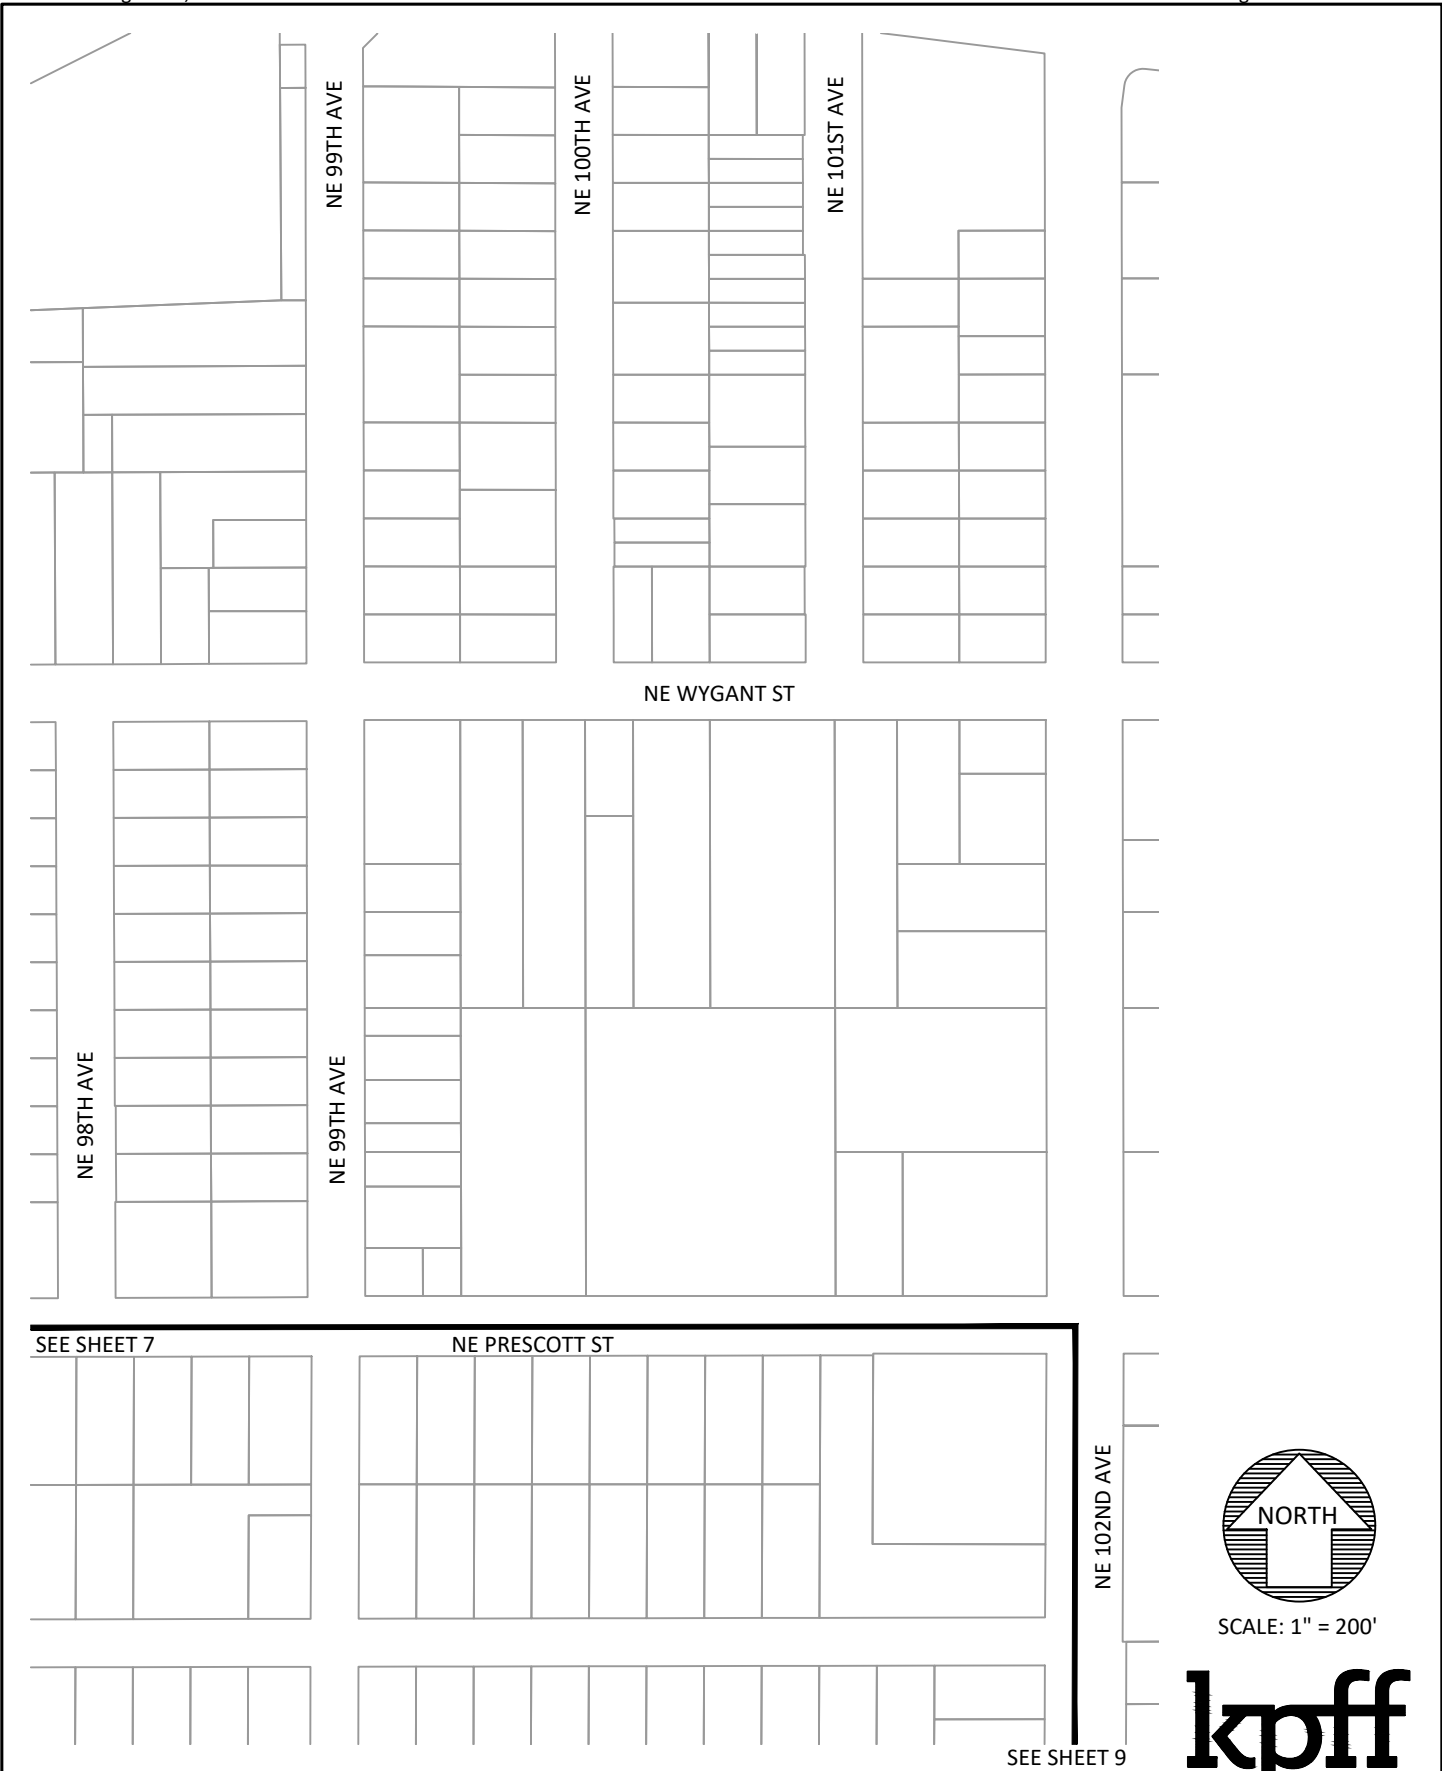 NE 99TH AVE
NE 100TH AVE
NE 101ST AVE
NE WYGANT ST
NE 98TH AVE
NE 99TH AVE
SEE SHEET 7
NE PRESCOTT ST
NE 102ND AVE
NORTH
SCALE: 1" = 200'
kpff
SEE SHEET 9